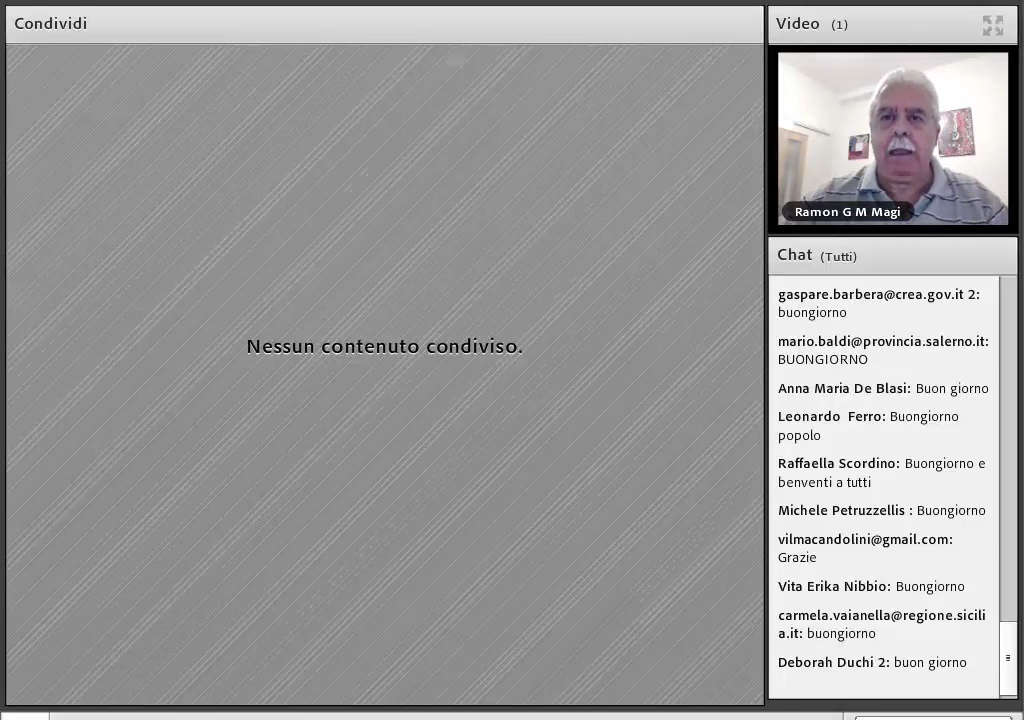 Condividi
Nessun contenuto condiviso.
Video (1)
Ramon G M Magi
Chat (Tutti)
gaspare.barbera@crea.gov.it 2:
buongiorno
mario.baldi@provincia.salerno.it:
BUONGIORNO
Anna Maria De Blasi: Buon giorno
Leonardo Ferro: Buongiorno
popolo
Raffaella Scordino: Buongiorno e
benventi a tutti
Michele Petruzzellis : Buongiorno
vilmacandolini@gmail.com:
Grazie
Vita Erika Nibbio: Buongiorno
carmela.vaianella@regione.sicili
a.it: buongiorno
Deborah Duchi 2: buon giorno